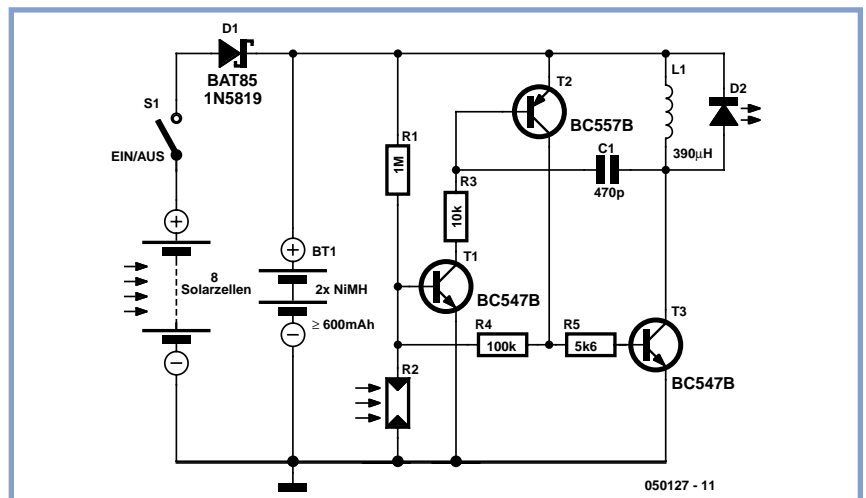 D1
BAT85
1N5819
S1
EIN/AUS
+
8
Solarzellen
−
+
BT1
2x NiMH
≥ 600mAh
−
R1
1M
R2
R3
10k
T1
BC547B
R4
100k
R5
5k6
T2
BC557B
C1
470p
L1
390µH
D2
T3
BC547B
050127 - 11